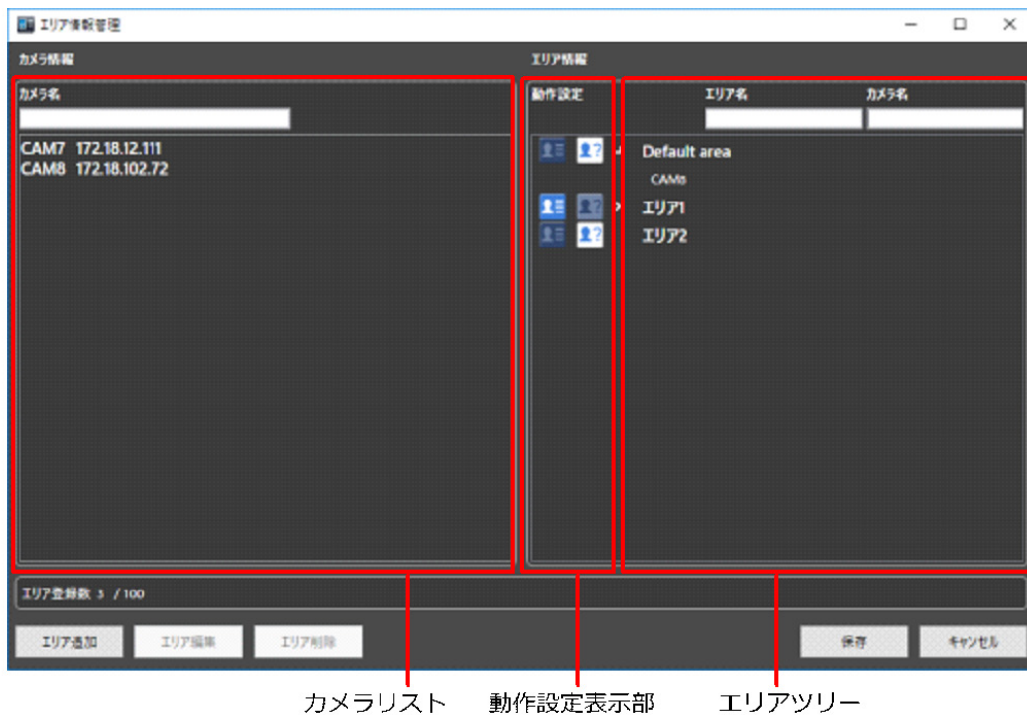 エリア情報管理
カメラ情報
エリア情報
カメラ名
動作設定
エリア名
カメラ名
CAM7 172.18.12.111
CAM8 172.18.102.72
Default area
CAM8
エリア1
エリア2
エリア登録数 3 / 100
エリア追加
エリア編集
エリア削除
保存
キャンセル
カメラリスト
動作設定表示部
エリアツリー